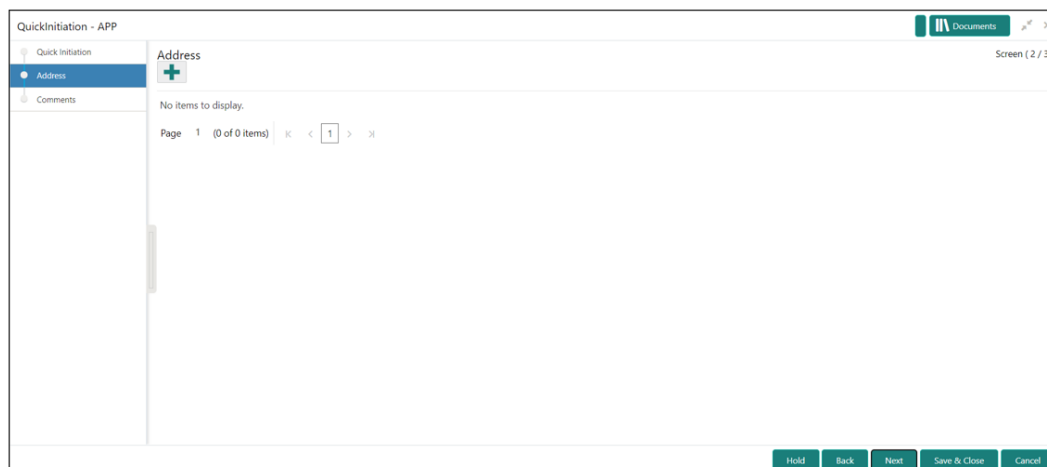 QuickInitiation - APP
Documents
Quick Initiation
Address
Comments
Address
Screen ( 2 / 3
No items to display.
Page 1 (0 of 0 items) K < 1 > >|
Hold Back Next Save & Close Cancel